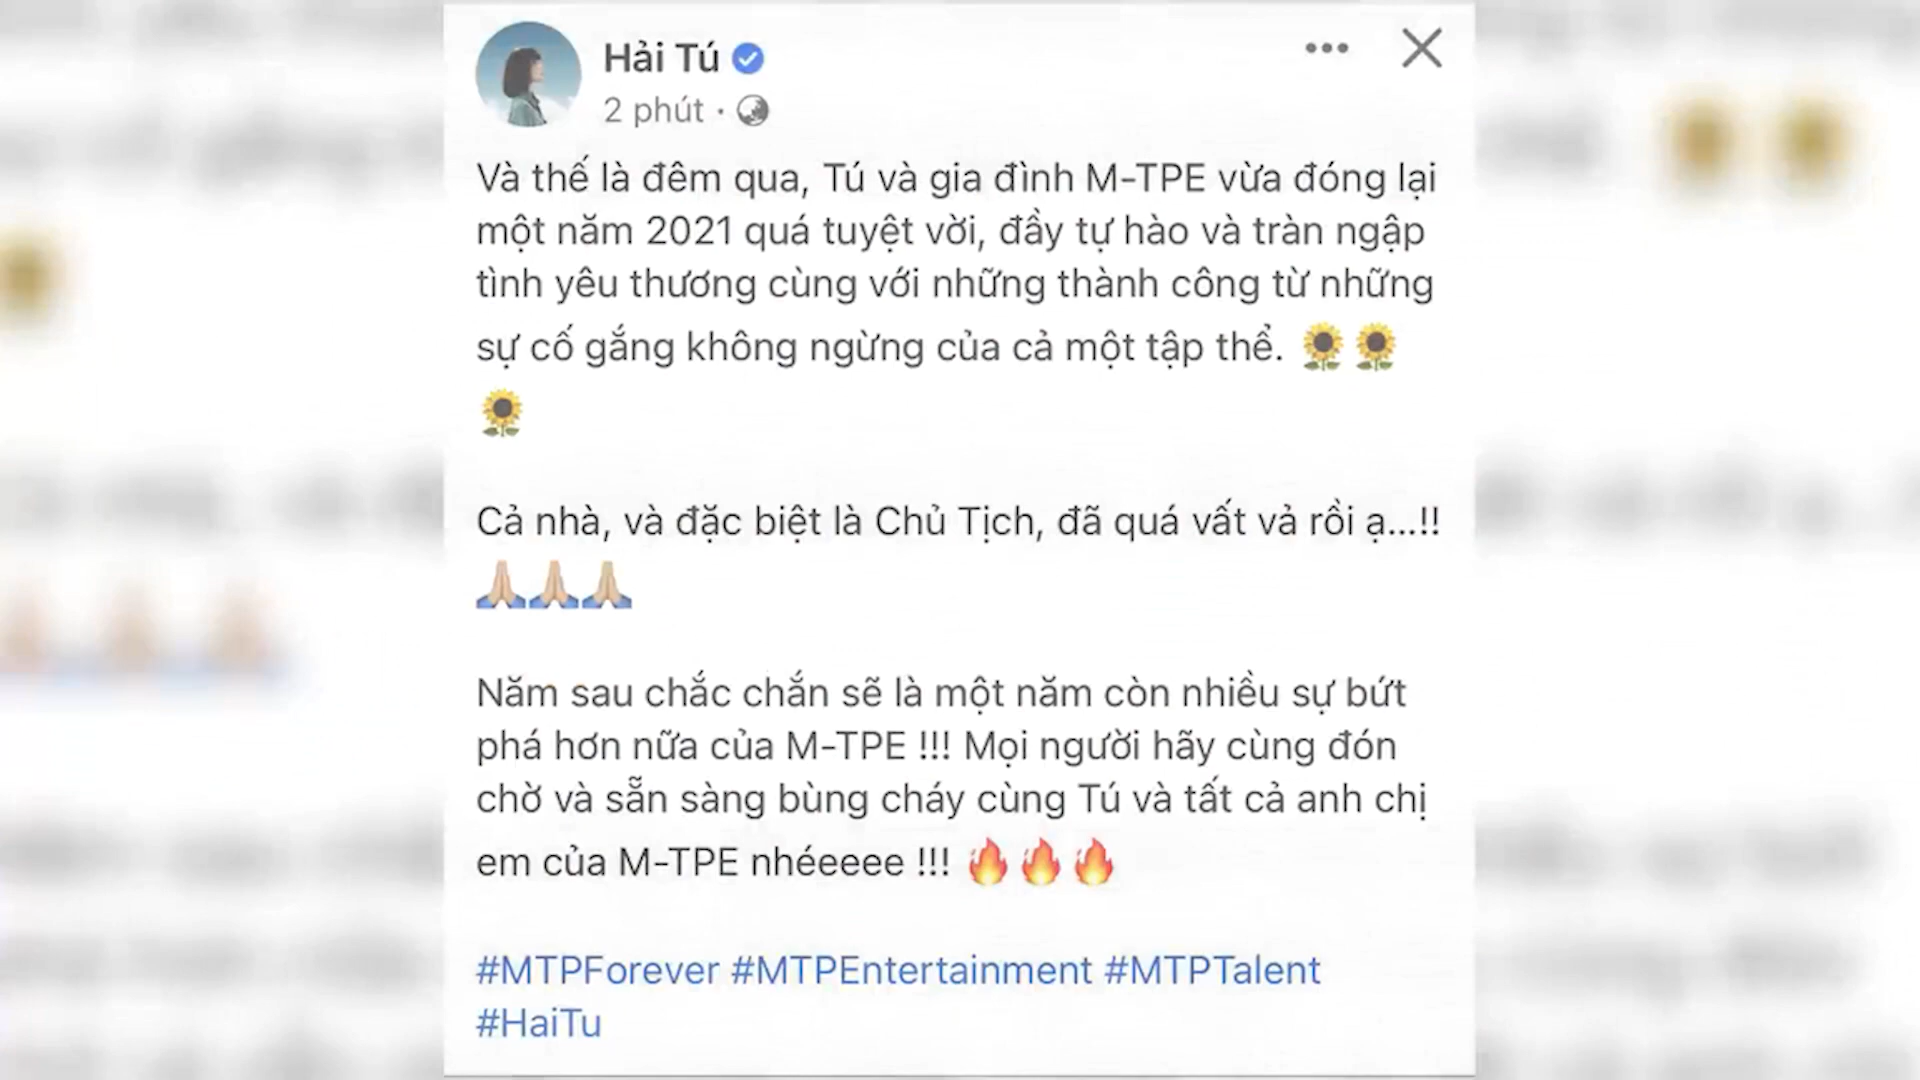 Hải Tú
2 phút ·
Và thế là đêm qua, Tú và gia đình M-TPE vừa đóng lại
một năm 2021 quá tuyệt vời, đầy tự hào và tràn ngập
tình yêu thương cùng với những thành công từ những
sự cố gắng không ngừng của cả một tập thể. 🌻🌻
🌻
Cả nhà, và đặc biệt là Chủ Tịch, đã quá vất vả rồi ạ...!!
🙏🏼🙏🏼🙏🏼
Năm sau chắc chắn sẽ là một năm còn nhiều sự bứt
phá hơn nữa của M-TPE !!! Mọi người hãy cùng đón
chờ và sẵn sàng bùng cháy cùng Tú và tất cả anh chị
em của M-TPE nhéeeee !!! 🔥🔥🔥
#MTPForever #MTPEntertainment #MTPTalent
#HaiTu